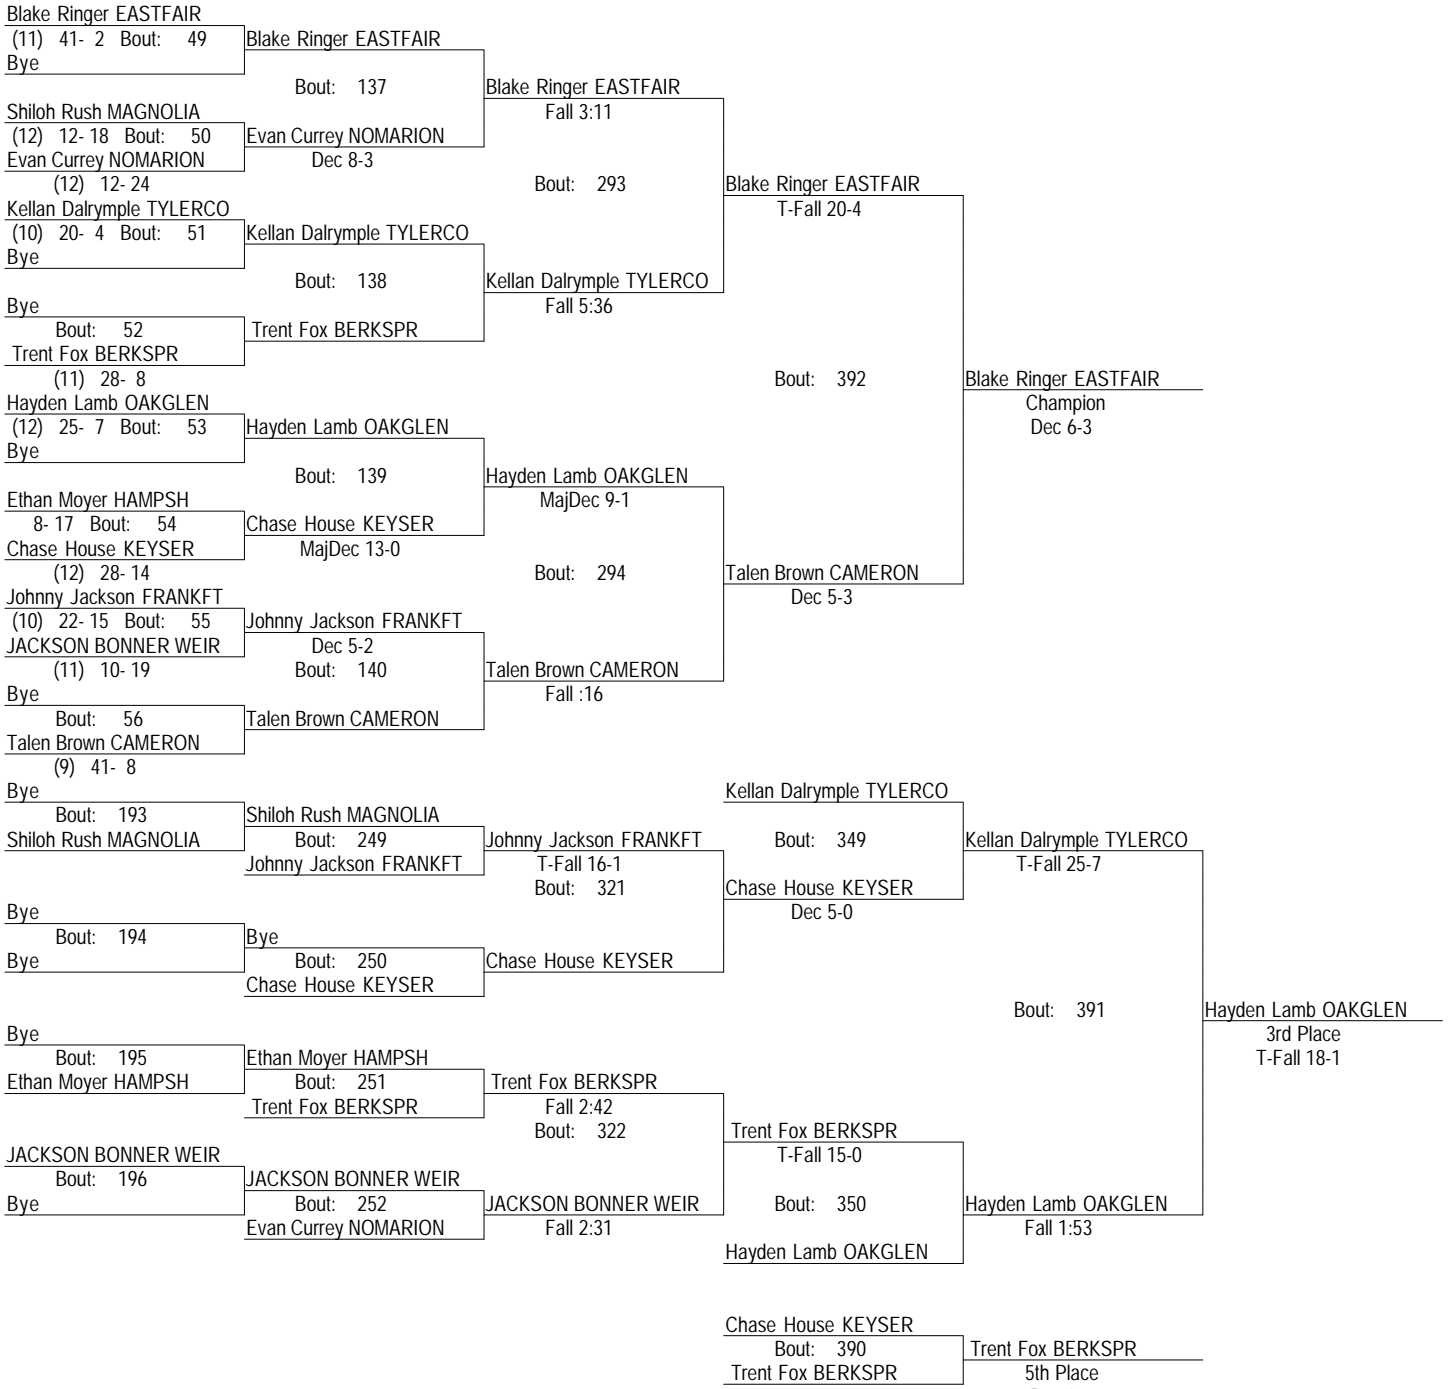 Blake Ringer EASTFAIR
(11) 41- 2 Bout: 49 Blake Ringer EASTFAIR
Bye
Bout: 137 Blake Ringer EASTFAIR
Shiloh Rush MAGNOLIA Fall 3:11
(12) 12- 18 Bout: 50 Evan Currey NOMARION
Evan Currey NOMARION Dec 8-3
(12) 12- 24 Bout: 293 Blake Ringer EASTFAIR
Kellan Dalrymple TYLERCO T-Fall 20-4
(10) 20- 4 Bout: 51 Kellan Dalrymple TYLERCO
Bye
Bout: 138 Kellan Dalrymple TYLERCO
Bye Fall 5:36
Bout: 52 Trent Fox BERKSPR
Trent Fox BERKSPR
(11) 28- 8 Bout: 392 Blake Ringer EASTFAIR
Hayden Lamb OAKGLEN Champion
(12) 25- 7 Bout: 53 Hayden Lamb OAKGLEN Dec 6-3
Bye
Bout: 139 Hayden Lamb OAKGLEN
Ethan Moyer HAMPSH MajDec 9-1
8- 17 Bout: 54 Chase House KEYSER
Chase House KEYSER MajDec 13-0
(12) 28- 14 Bout: 294 Talen Brown CAMERON
Johnny Jackson FRANKFT Dec 5-3
(10) 22- 15 Bout: 55 Johnny Jackson FRANKFT
JACKSON BONNER WEIR Dec 5-2
(11) 10- 19 Bout: 140 Talen Brown CAMERON
Bye Fall :16
Bout: 56 Talen Brown CAMERON
Talen Brown CAMERON
(9) 41- 8
Bye Kellan Dalrymple TYLERCO
Bout: 193 Shiloh Rush MAGNOLIA
Shiloh Rush MAGNOLIA Bout: 249 Johnny Jackson FRANKFT Bout: 349 Kellan Dalrymple TYLERCO
Johnny Jackson FRANKFT T-Fall 16-1 T-Fall 25-7
Bout: 321 Chase House KEYSER
Bye Dec 5-0
Bout: 194 Bye
Bye Bout: 250 Chase House KEYSER
Chase House KEYSER
Bout: 391 Hayden Lamb OAKGLEN
Bye 3rd Place
Bout: 195 Ethan Moyer HAMPSH T-Fall 18-1
Ethan Moyer HAMPSH Bout: 251 Trent Fox BERKSPR
Trent Fox BERKSPR Fall 2:42
Bout: 322 Trent Fox BERKSPR
JACKSON BONNER WEIR T-Fall 15-0
Bout: 196 JACKSON BONNER WEIR
Bye Bout: 252 JACKSON BONNER WEIR Bout: 350 Hayden Lamb OAKGLEN
Evan Currey NOMARION Fall 2:31 Fall 1:53
Hayden Lamb OAKGLEN
Chase House KEYSER
Bout: 390 Trent Fox BERKSPR
Trent Fox BERKSPR 5th Place